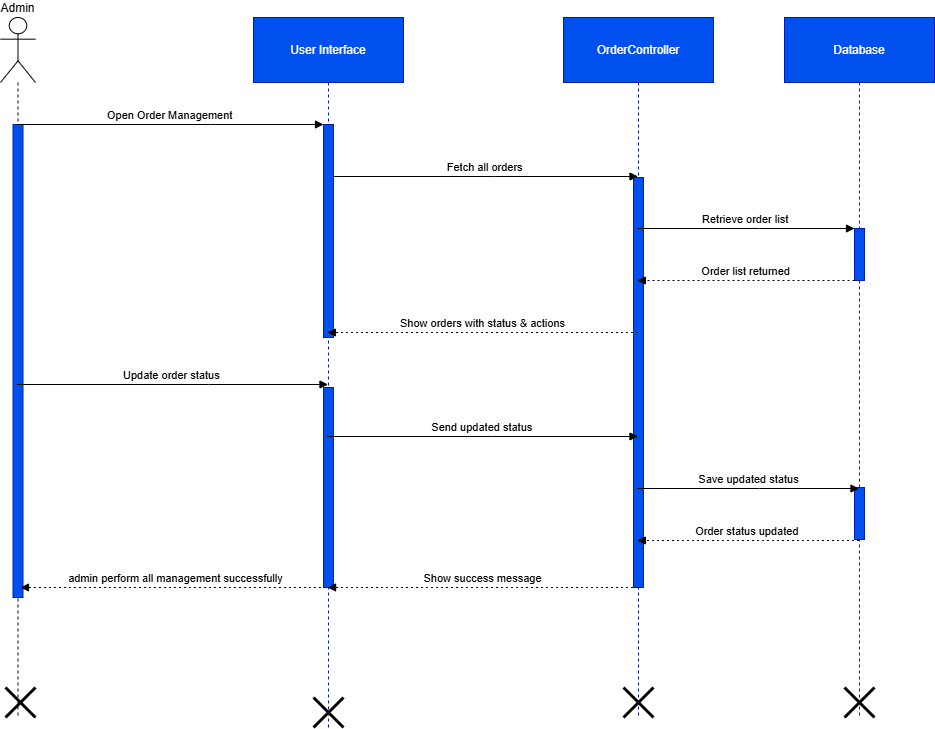 Admin
User Interface
OrderController
Database
Open Order Management
Fetch all orders
Retrieve order list
Order list returned
Show orders with status & actions
Update order status
Send updated status
Save updated status
Order status updated
admin perform all management successfully
Show success message